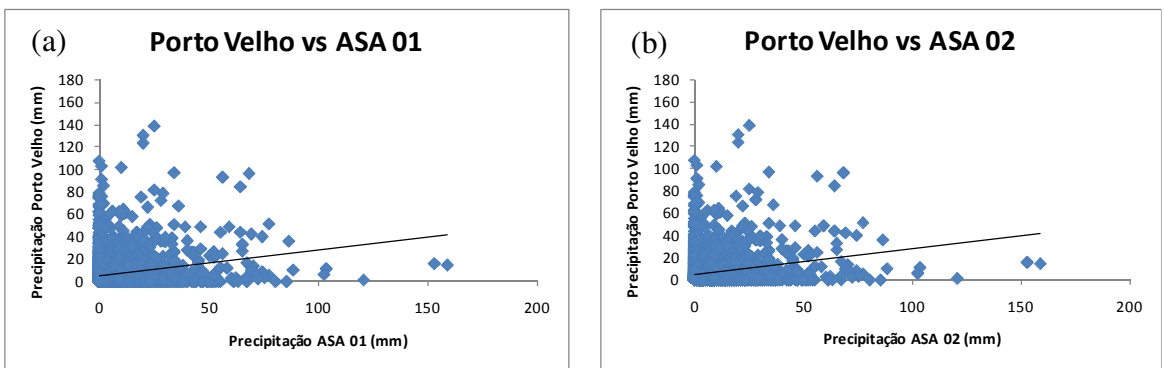 (a)
Porto Velho vs ASA 01
Precipitação Porto Velho (mm)
180
160
140
120
100
80
60
40
20
0
0 50 100 150 200
Precipitação ASA 01 (mm)
(b)
Porto Velho vs ASA 02
Precipitação Porto Velho (mm)
180
160
140
120
100
80
60
40
20
0
0 50 100 150 200
Precipitação ASA 02 (mm)